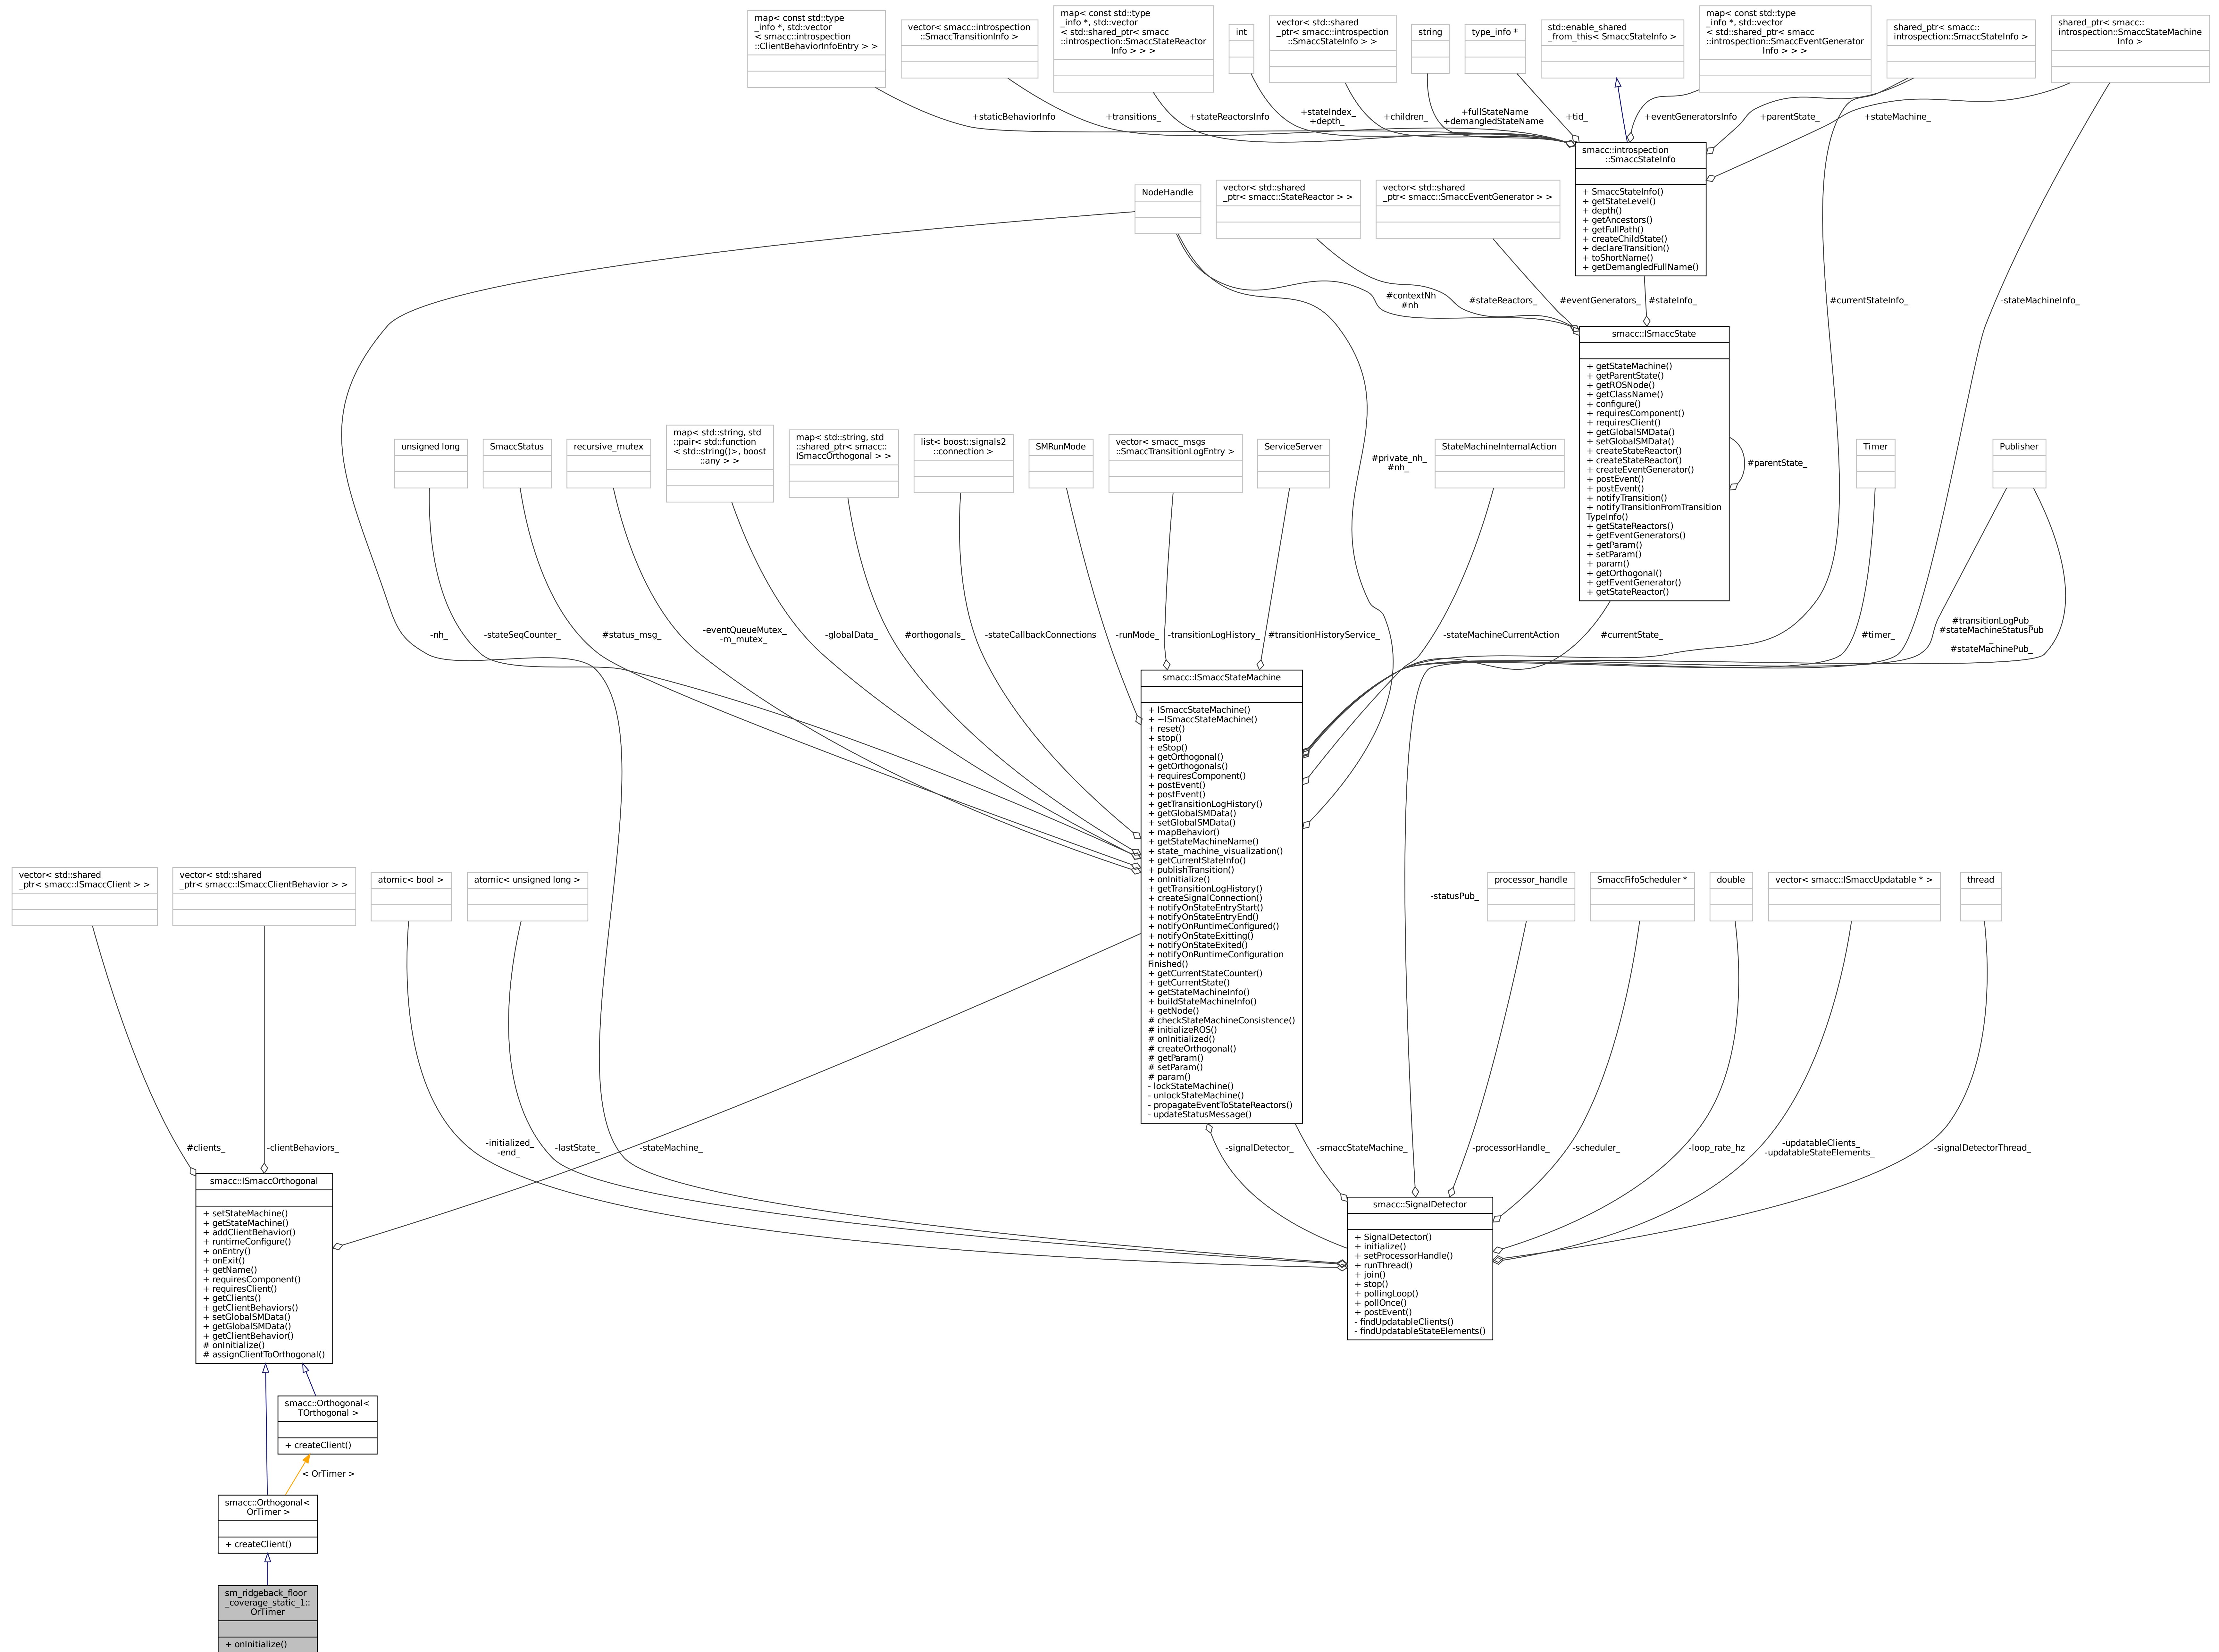 map< const std::type
_info *, std::vector
< smacc::introspection
::ClientBehaviorInfoEntry > >
vector< smacc::introspection
::SmaccTransitionInfo >
map< const std::type
_info *, std::vector
< std::shared_ptr< smacc
::introspection::SmaccStateReactor
Info > > >
int
vector< std::shared
_ptr< smacc::introspection
::SmaccStateInfo > >
string
type_info *
std::enable_shared
_from_this< SmaccStateInfo >
map< const std::type
_info *, std::vector
< std::shared_ptr< smacc
::introspection::SmaccEventGenerator
Info > > >
shared_ptr< smacc::
introspection::SmaccStateInfo >
shared_ptr< smacc::
introspection::SmaccStateMachine
Info >
+staticBehaviorInfo
+transitions_
+stateReactorsInfo
+stateIndex_
+depth_
+children_
+fullStateName
+demangledStateName
+tid_
+eventGeneratorsInfo
+parentState_
+stateMachine_
smacc::introspection
::SmaccStateInfo
+ SmaccStateInfo()
+ getStateLevel()
+ depth()
+ getAncestors()
+ getFullPath()
+ createChildState()
+ declareTransition()
+ toShortName()
+ getDemangledFullName()
NodeHandle
vector< std::shared
_ptr< smacc::StateReactor > >
vector< std::shared
_ptr< smacc::SmaccEventGenerator > >
#contextNh
#nh
#stateReactors_
#eventGenerators_
#stateInfo_
#currentStateInfo_
-stateMachineInfo_
smacc::ISmaccState
+ getStateMachine()
+ getParentState()
+ getROSNode()
+ getClassName()
+ configure()
+ requiresComponent()
+ requiresClient()
+ getGlobalSMData()
+ setGlobalSMData()
+ createStateReactor()
+ createStateReactor()
+ createEventGenerator()
+ postEvent()
+ postEvent()
+ notifyTransition()
+ notifyTransitionFromTransition
TypeInfo()
+ getStateReactors()
+ getEventGenerators()
+ getParam()
+ setParam()
+ param()
+ getOrthogonal()
+ getEventGenerator()
+ getStateReactor()
#parentState_
unsigned long
SmaccStatus
recursive_mutex
map< std::string, std
::pair< std::function
< std::string()>, boost
::any > >
map< std::string, std
::shared_ptr< smacc::
ISmaccOrthogonal > >
list< boost::signals2
::connection >
SMRunMode
vector< smacc_msgs
::SmaccTransitionLogEntry >
ServiceServer
#private_nh_
#nh_
StateMachineInternalAction
Timer
Publisher
-nh_
-stateSeqCounter_
#status_msg_
-eventQueueMutex_
-m_mutex_
-globalData_
#orthogonals_
-stateCallbackConnections
-runMode_
-transitionLogHistory_
#transitionHistoryService_
-stateMachineCurrentAction
#currentState_
#timer_
#transitionLogPub_
#stateMachineStatusPub
_
#stateMachinePub_
smacc::ISmaccStateMachine
+ ISmaccStateMachine()
+ ~ISmaccStateMachine()
+ reset()
+ stop()
+ eStop()
+ getOrthogonal()
+ getOrthogonals()
+ requiresComponent()
+ postEvent()
+ postEvent()
+ getTransitionLogHistory()
+ getGlobalSMData()
+ setGlobalSMData()
+ mapBehavior()
+ getStateMachineName()
+ state_machine_visualization()
+ getCurrentStateInfo()
+ publishTransition()
+ onInitialize()
+ getTransitionLogHistory()
+ createSignalConnection()
+ notifyOnStateEntryStart()
+ notifyOnStateEntryEnd()
+ notifyOnRuntimeConfigured()
+ notifyOnStateExitting()
+ notifyOnStateExited()
+ notifyOnRuntimeConfiguration
Finished()
+ getCurrentStateCounter()
+ getCurrentState()
+ getStateMachineInfo()
+ buildStateMachineInfo()
+ getNode()
# checkStateMachineConsistence()
# initializeROS()
# onInitialized()
# createOrthogonal()
# getParam()
# setParam()
# param()
- lockStateMachine()
- unlockStateMachine()
- propagateEventToStateReactors()
- updateStatusMessage()
vector< std::shared
_ptr< smacc::ISmaccClient > >
vector< std::shared
_ptr< smacc::ISmaccClientBehavior > >
atomic< bool >
atomic< unsigned long >
-statusPub_
processor_handle
SmaccFifoScheduler *
double
vector< smacc::ISmaccUpdatable * >
thread
#clients_
-clientBehaviors_
-initialized_
-end_
-lastState_
-stateMachine_
-signalDetector_
-smaccStateMachine_
-processorHandle_
-scheduler_
-loop_rate_hz
-updatableClients_
-updatableStateElements_
-signalDetectorThread_
smacc::ISmaccOrthogonal
+ setStateMachine()
+ getStateMachine()
+ addClientBehavior()
+ runtimeConfigure()
+ onEntry()
+ onExit()
+ getName()
+ requiresComponent()
+ requiresClient()
+ getClients()
+ getClientBehaviors()
+ setGlobalSMData()
+ getGlobalSMData()
+ getClientBehavior()
# onInitialize()
# assignClientToOrthogonal()
smacc::SignalDetector
+ SignalDetector()
+ initialize()
+ setProcessorHandle()
+ runThread()
+ join()
+ stop()
+ pollingLoop()
+ pollOnce()
+ postEvent()
- findUpdatableClients()
- findUpdatableStateElements()
smacc::Orthogonal<
TOrthogonal >
+ createClient()
< OrTimer >
smacc::Orthogonal<
OrTimer >
+ createClient()
sm_ridgeback_floor
_coverage_static_1::
OrTimer
+ onInitialize()